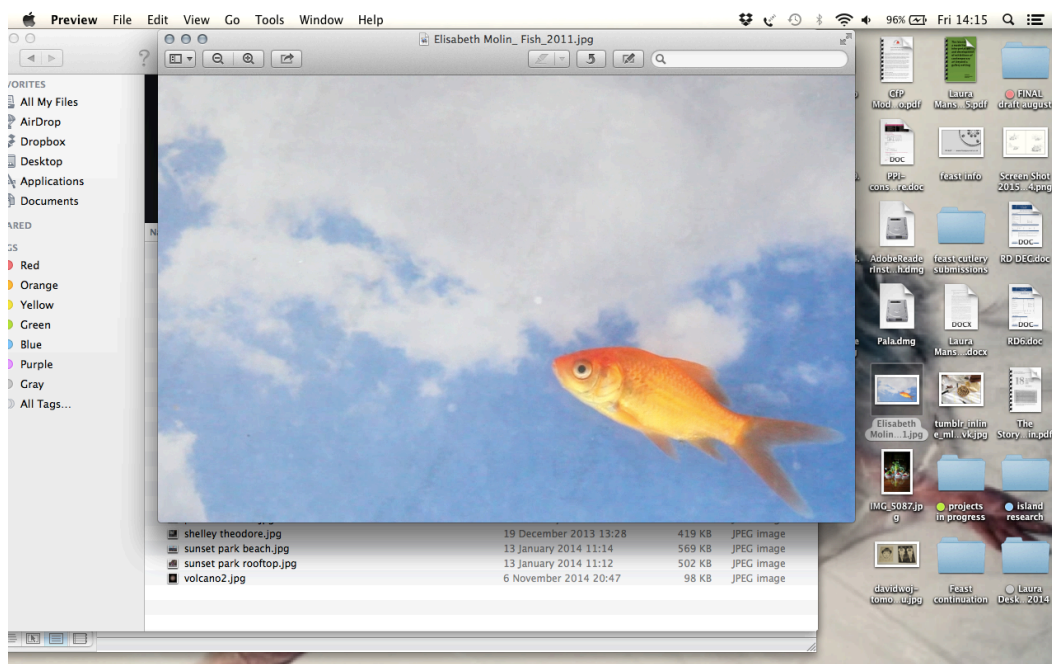 Preview File Edit View Go Tools Window Help 96% Fri 14:15
Elisabeth Molin_ Fish_2011.jpg
?
All My Files
AirDrop
Dropbox
Desktop
Applications
Documents
Red
Orange
Yellow
Green
Blue
Purple
Gray
All Tags...
shelley theodore.jpg 19 December 2013 13:28 419 KB JPEG image
sunset park beach.jpg 13 January 2014 11:14 569 KB JPEG image
sunset park rooftop.jpg 13 January 2014 11:12 502 KB JPEG image
volcano2.jpg 6 November 2014 20:47 98 KB JPEG image
CfP
Mod...o.pdf
Laura
Mans...5.pdf
FINAL
draft august
DOC
PPI-
cons...re.doc
feast info
Screen Shot
2015...4.png
AdobeReade
rInst...h.dmg
feast cutlery
submissions
DOC
RD DEC.doc
Pala.dmg
DOCX
Laura
Mans....docx
DOC
RD6.doc
Elisabeth
Molin...1.jpg
tumblr_inlin
e_ml...vk.jpg
The
Story...in.pdf
IMG_5087.jp
g
projects
in progress
island
research
davidwoj-
tomo...u.jpg
Feast
continuation
Laura
Desk...2014